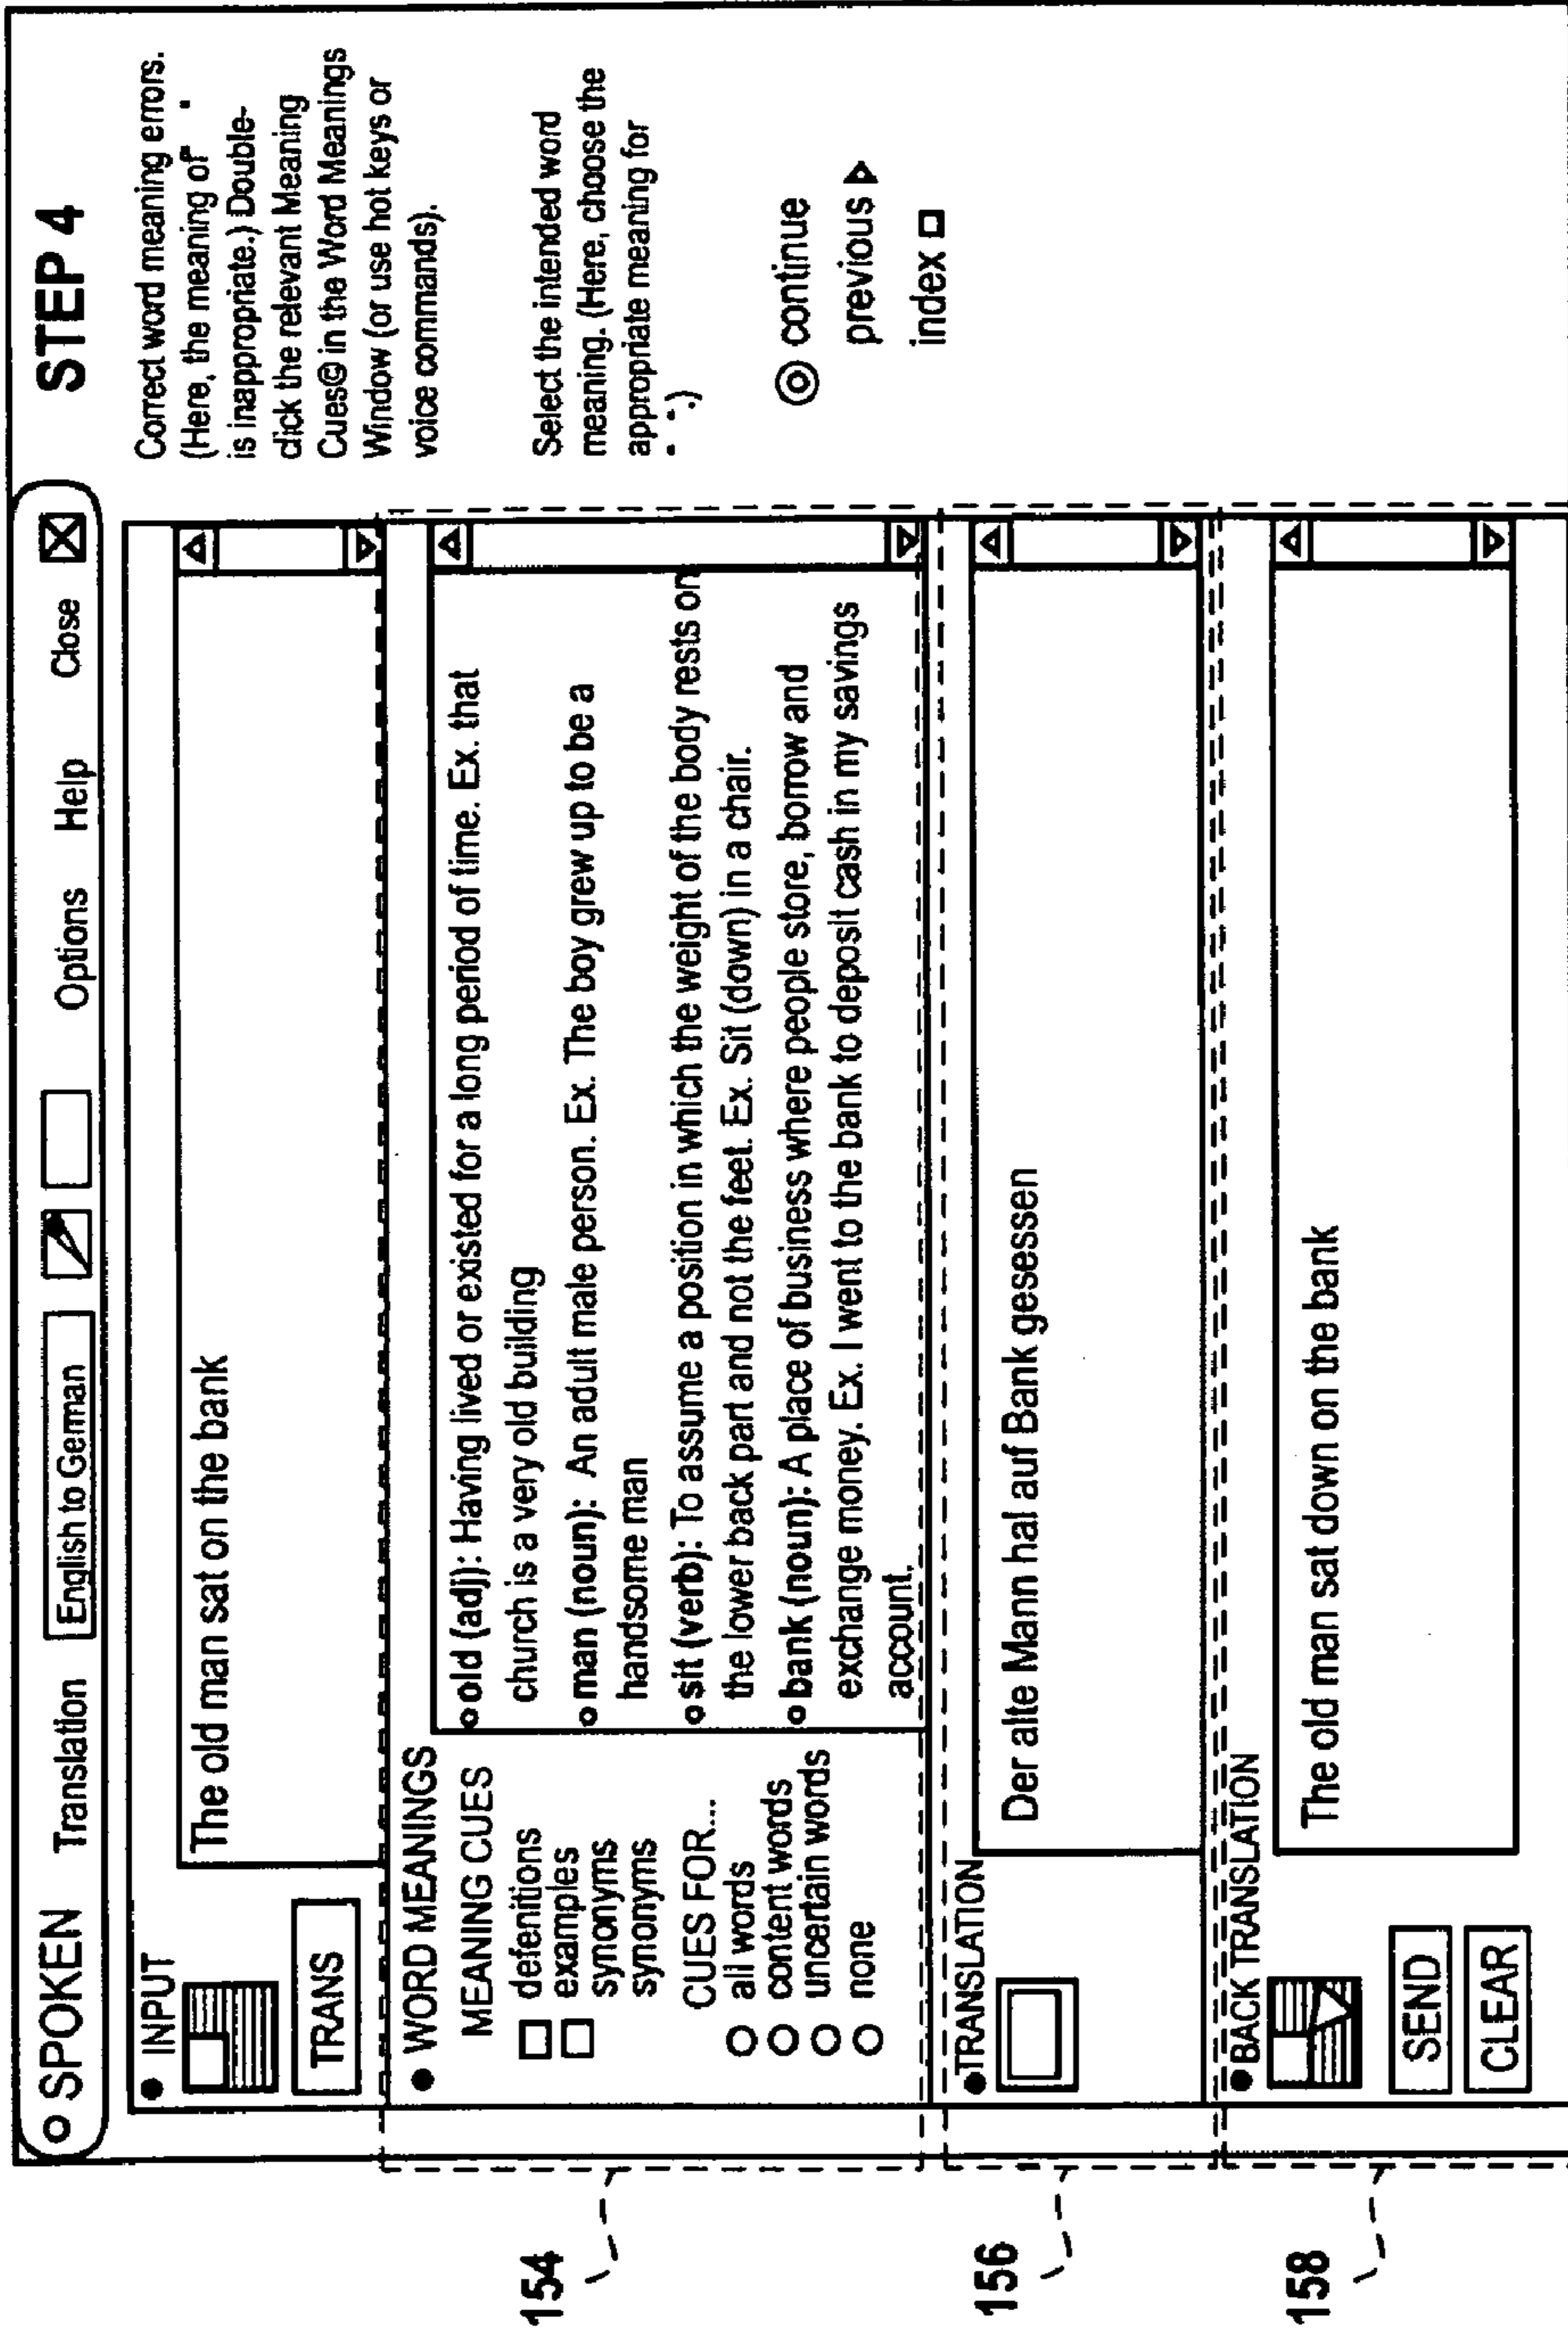 SPOKEN Translation English to German Options Help Close
STEP 4
INPUT
TRANS
The old man sat on the bank
WORD MEANINGS
MEANING CUES
defenitions
examples
synonyms
synonyms
CUES FOR...
all words
content words
uncertain words
none
old (adj): Having lived or existed for a long period of time. Ex. that
church is a very old building
man (noun): An adult male person. Ex. The boy grew up to be a
handsome man
sit (verb): To assume a position in which the weight of the body rests on
the lower back part and not the feet. Ex. Sit (down) in a chair.
bank (noun): A place of business where people store, borrow and
exchange money. Ex. I went to the bank to deposit cash in my savings
account.
TRANSLATION
Der alte Mann hal auf Bank gesessen
BACK TRANSLATION
SEND
CLEAR
The old man sat down on the bank
Correct word meaning errors.
(Here, the meaning of " "
is inappropriate.) Double-
click the relevant Meaning
Cues© in the Word Meanings
Window (or use hot keys or
voice commands).
Select the intended word
meaning. (Here, choose the
appropriate meaning for
" ".)
continue
previous
index
154
156
158